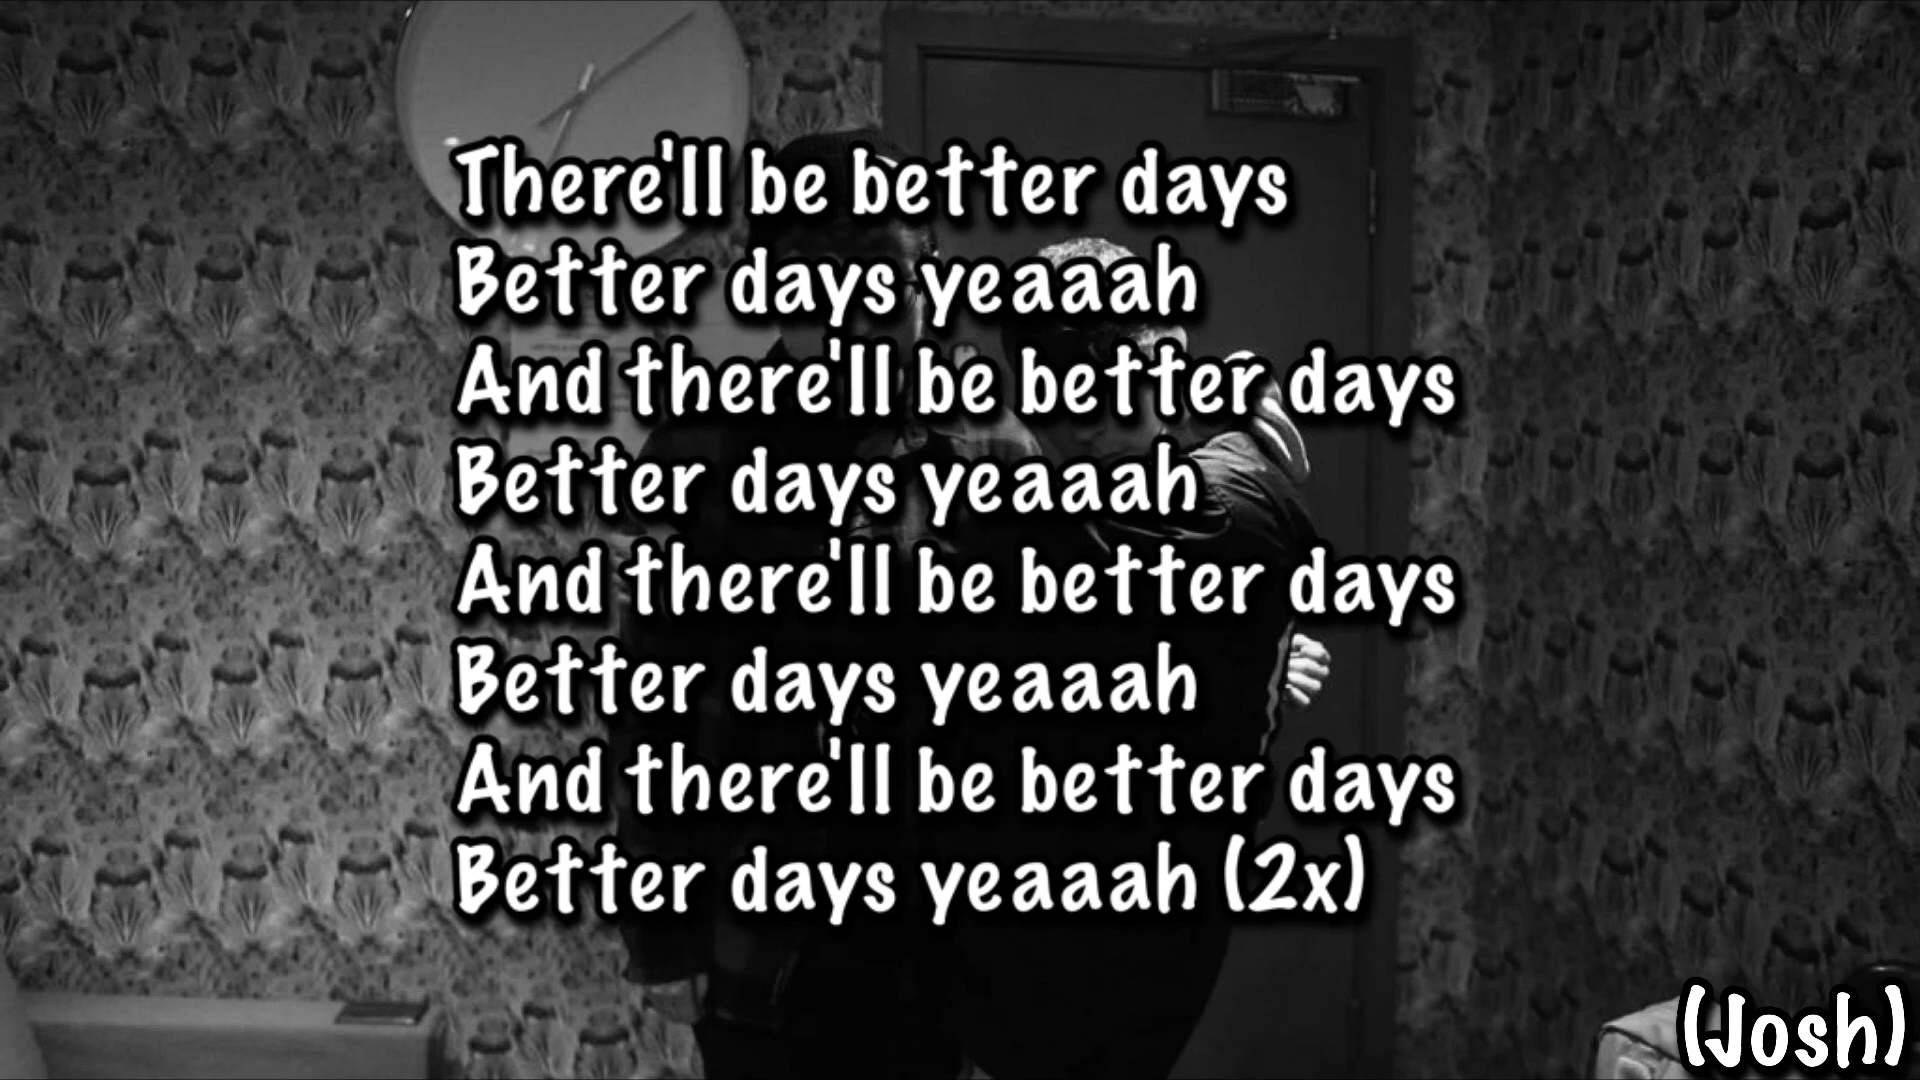 There'll be better days
Better days yeaaah
And there'll be better days
Better days yeaaah
And there'll be better days
Better days yeaaah
And there'll be better days
Better days yeaaah (2x)
(Josh)